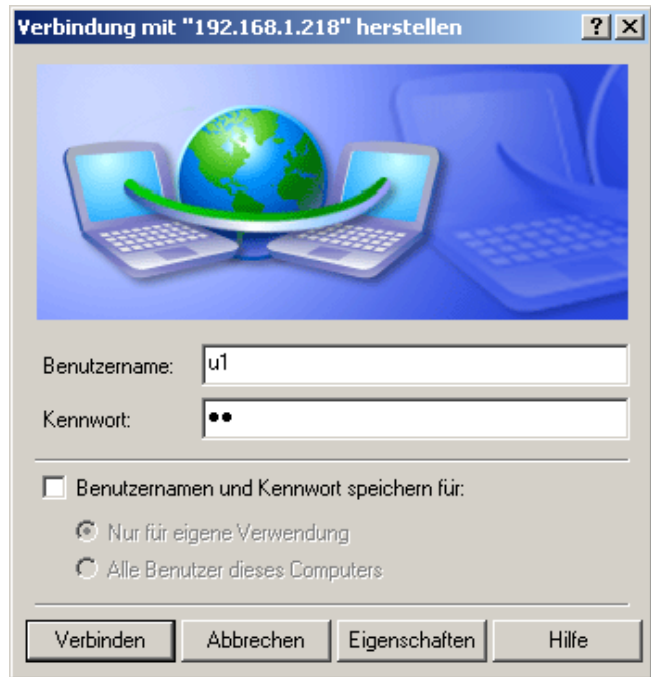 Verbindung mit "192.168.1.218" herstellen
Benutzername: u1
Kennwort: ●●
Benutzernamen und Kennwort speichern für:
Nur für eigene Verwendung
Alle Benutzer dieses Computers
Verbinden Abbrechen Eigenschaften Hilfe